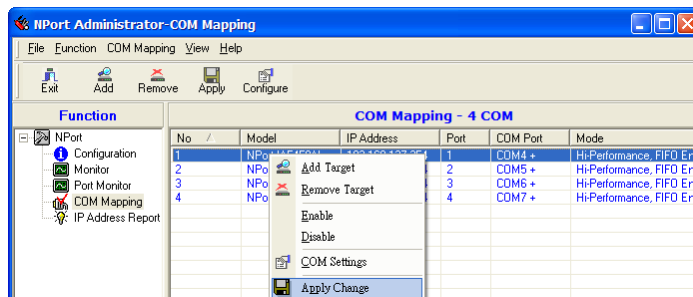 NPort Administrator-COM Mapping
File Function COM Mapping View Help
Exit Add Remove Apply Configure
Function
COM Mapping - 4 COM
NPort
Configuration
Monitor
Port Monitor
COM Mapping
IP Address Report
No Model IP Address Port COM Port Mode
1 1 COM4 + Hi-Performance, FIFO En
2 NPo 2 COM5 + Hi-Performance, FIFO En
3 NPo 3 COM6 + Hi-Performance, FIFO En
4 NPo 4 COM7 + Hi-Performance, FIFO En
Add Target
Remove Target
Enable
Disable
COM Settings
Apply Change